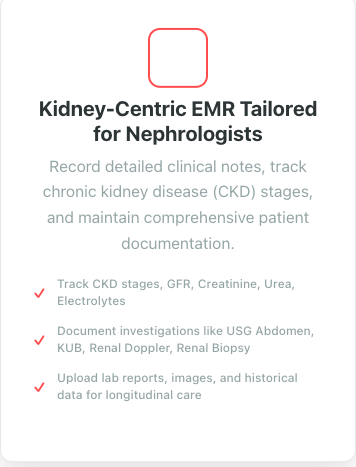 Kidney-Centric EMR Tailored
for Nephrologists
Record detailed clinical notes, track
chronic kidney disease (CKD) stages,
and maintain comprehensive patient
documentation.
Track CKD stages, GFR, Creatinine, Urea,
Electrolytes
Document investigations like USG Abdomen,
KUB, Renal Doppler, Renal Biopsy
Upload lab reports, images, and historical
data for longitudinal care